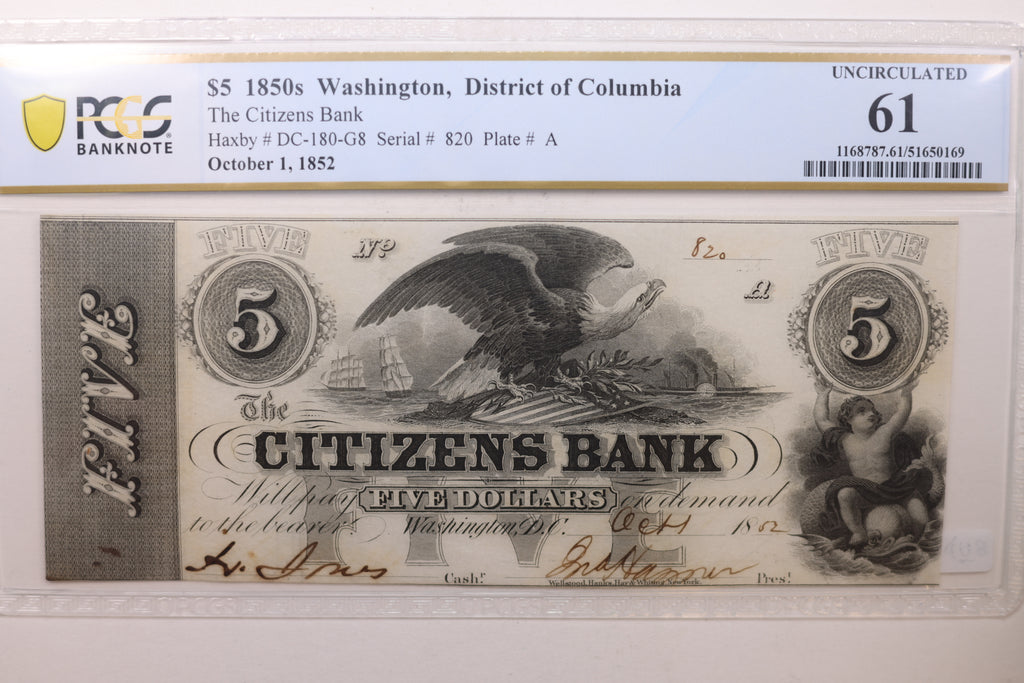 $5 1850s Washington, District of Columbia
The Citizens Bank
Haxby # DC-180-G8 Serial # 820 Plate # A
October 1, 1852
PCGS
BANKNOTE
UNCIRCULATED
61
1168787.61/51650169
FIVE
5
Nº
820
A
FIVE
5
FIVE
The
CITIZENS BANK
Will pay FIVE DOLLARS on demand
to the bearer Washington, D.C. Oct 1 1852
Cashr.
Pres!
Wellstood, Hanks, Hay & Whiting, New York.